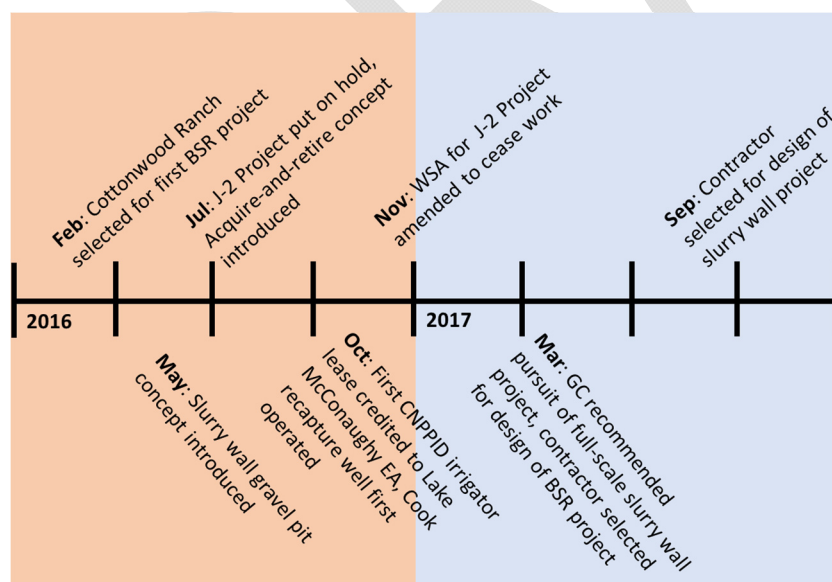 Feb: Cottonwood Ranch
selected for first BSR project
Jul: J-2 Project put on hold,
Acquire-and-retire concept
introduced
Nov: WSA for J-2 Project
amended to cease work
Sep: Contractor
selected for design of
slurry wall project
2016
2017
May: Slurry wall gravel pit
concept introduced
Oct: First CNPPID irrigator
lease credited to Lake
McConaughy EA, Cook
recapture well first
operated
Mar: GC recommended
pursuit of full-scale slurry wall
project, contractor selected
for design of BSR project